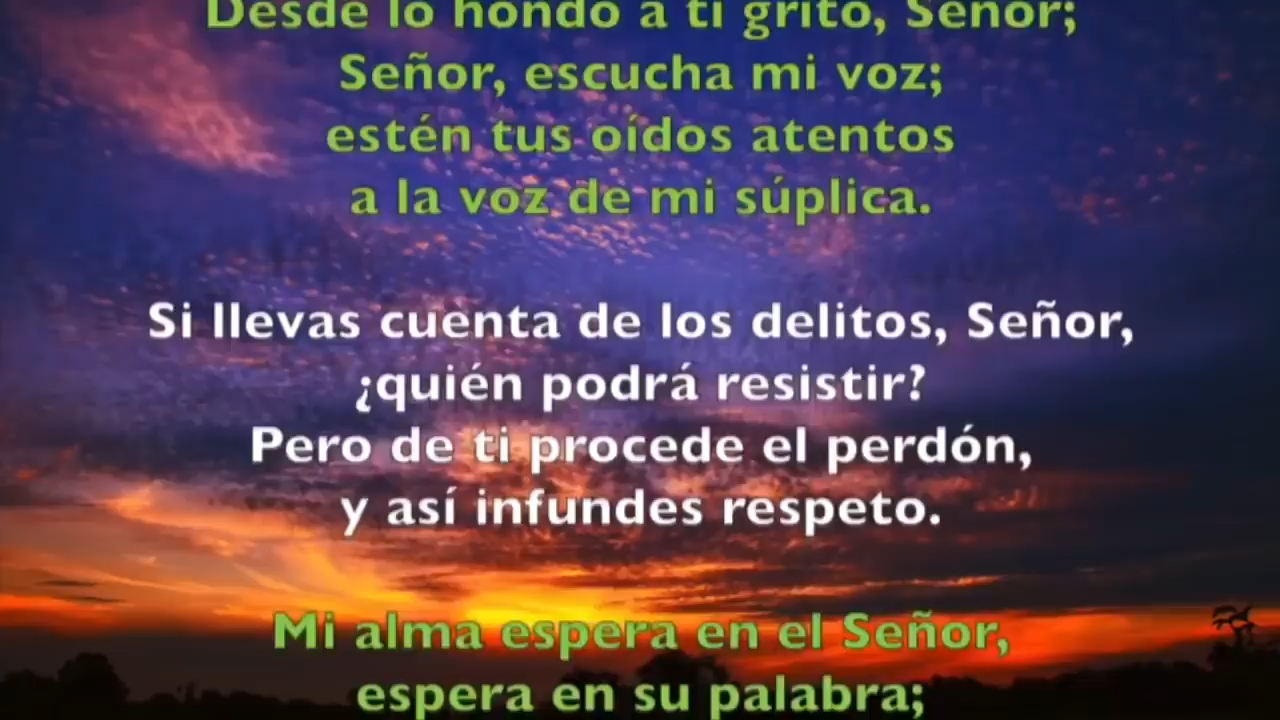 Desde lo hondo a ti grito, Señor;
Señor, escucha mi voz;
estén tus oídos atentos
a la voz de mi súplica.
Si llevas cuenta de los delitos, Señor,
¿quién podrá resistir?
Pero de ti procede el perdón,
y así infundes respeto.
Mi alma espera en el Señor,
espera en su palabra;